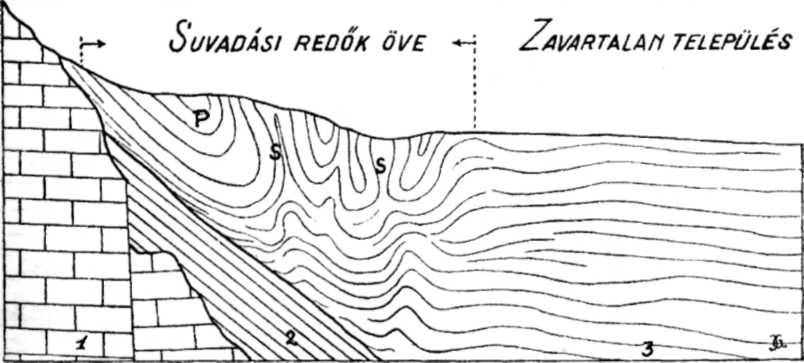 SUVADÁSI REDŐK ÖVE
ZAVARTALAN TELEPÜLÉS
P
S
S
1
2
3